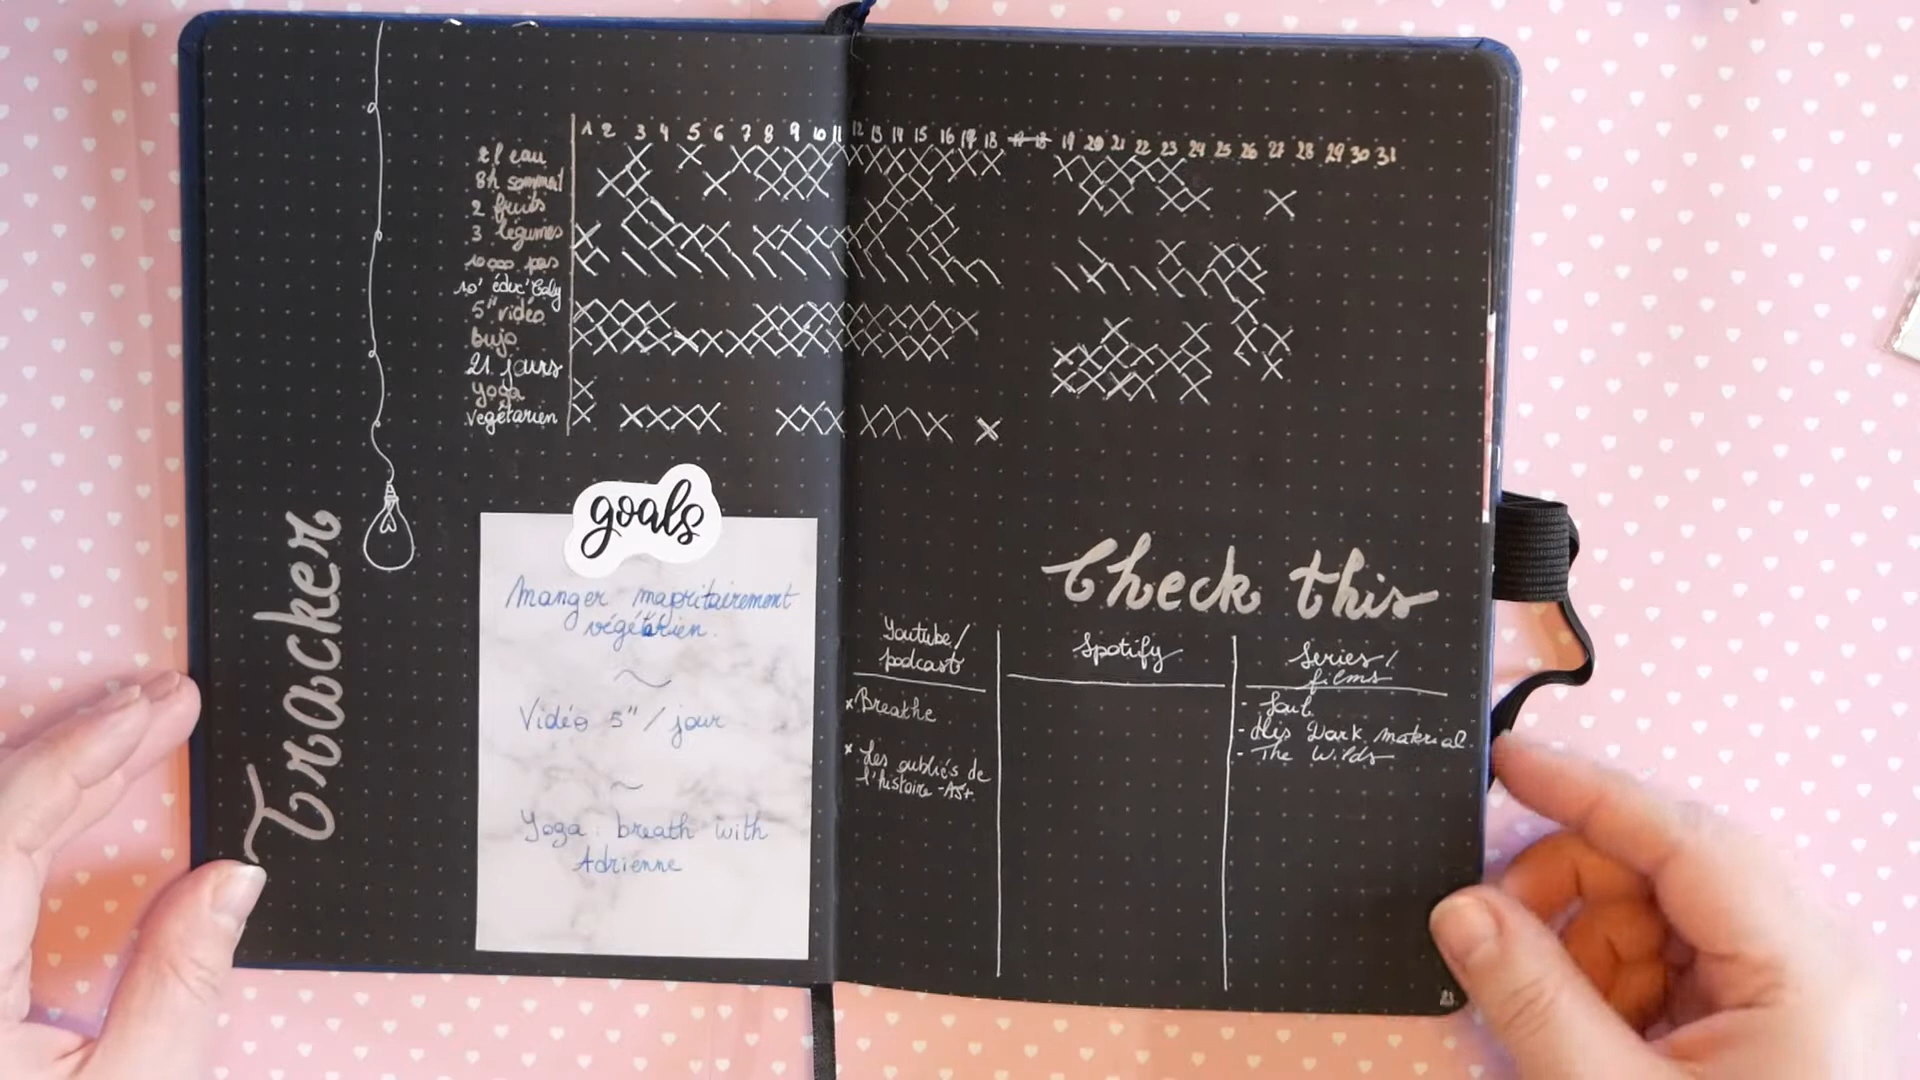 1 2 3 4 5 6 7 8 9 10 11 12 13 14 15 16 17 18 17 18 19 20 21 22 23 24 25 26 27 28 29 30 31
2l eau
8h sommeil
2 fruits
3 légumes
10000 pas
10' éduc' Caly
5" vidéo
bujo
21 jours
yoga
végétarien
Tracker
goals
Manger majoritairement
végétarien.
~
Vidéo 5" / jour
~
Yoga : breath with
Adrienne
Check this
Youtube/
podcast
x Breathe
x Les oubliés de
l'histoire -AS+
Spotify
Series/
films
- Soul
- His Dark material
- The Wilds